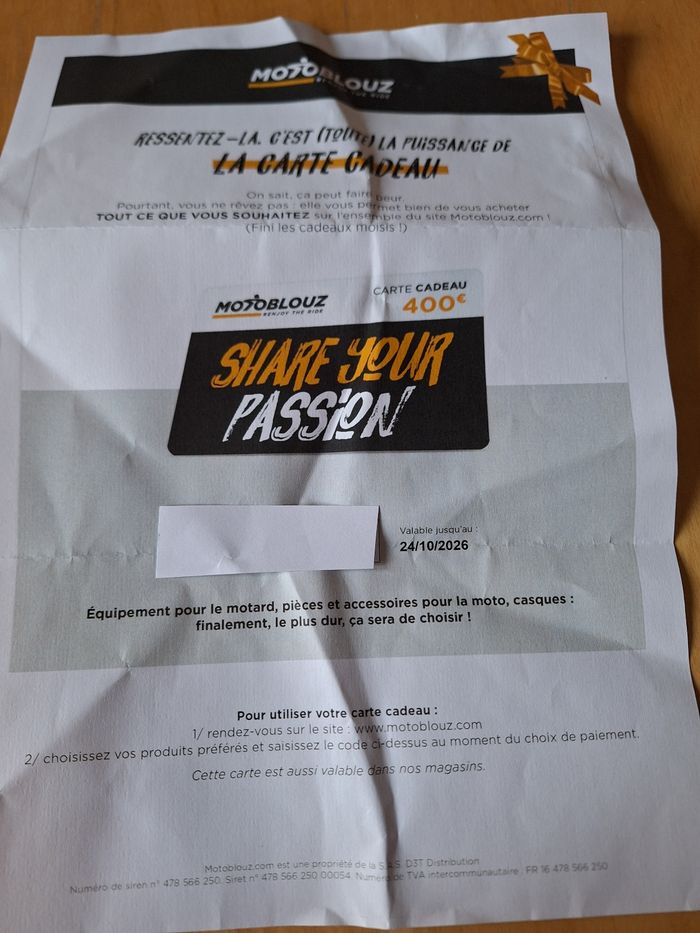 MOTOBLOUZ
ENJOY THE RIDE
RESSENTEZ-LA. C'EST (TOUTE) LA PUISSANCE DE
LA CARTE CADEAU
On sait, ça peut faire peur.
Pourtant, vous ne rêvez pas : elle vous permet bien de vous acheter
TOUT CE QUE VOUS SOUHAITEZ sur l'ensemble du site Motoblouz.com !
(Fini les cadeaux moisis !)
MOTOBLOUZ
ENJOY THE RIDE
CARTE CADEAU
400€
SHARE YOUR
PASSION
Valable jusqu'au :
24/10/2026
Équipement pour le motard, pièces et accessoires pour la moto, casques :
finalement, le plus dur, ça sera de choisir !
Pour utiliser votre carte cadeau :
1/ rendez-vous sur le site : www.motoblouz.com
2/ choisissez vos produits préférés et saisissez le code ci-dessus au moment du choix de paiement.
Cette carte est aussi valable dans nos magasins.
Motoblouz.com est une propriété de la S.A.S. D3T Distribution
Numéro de siren n° 478 566 250. Siret n° 478 566 250 00054. Numéro de TVA intercommunautaire : FR 16 478 566 250